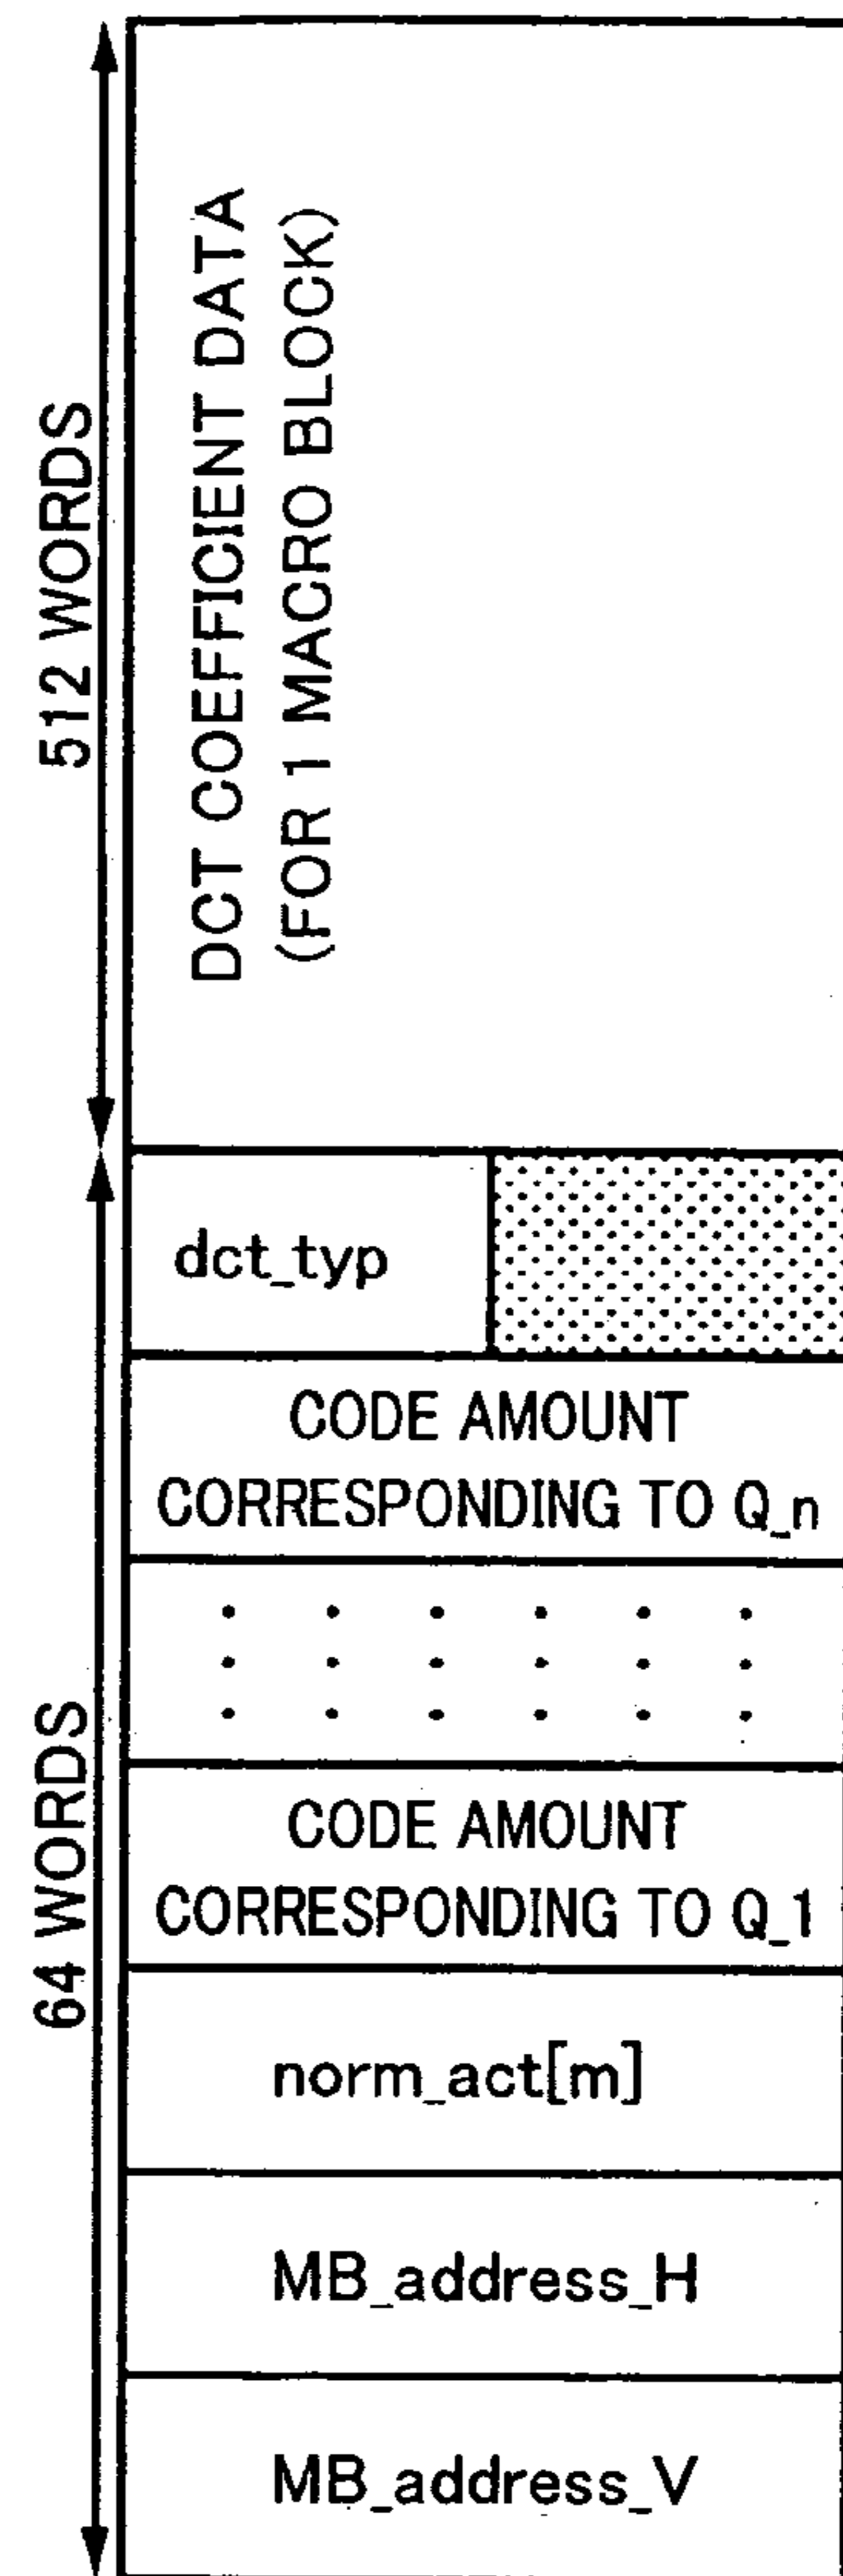 512 WORDS
DCT COEFFICIENT DATA
(FOR 1 MACRO BLOCK)
64 WORDS
dct_typ
CODE AMOUNT
CORRESPONDING TO Q_n
CODE AMOUNT
CORRESPONDING TO Q_1
norm_act[m]
MB_address_H
MB_address_V